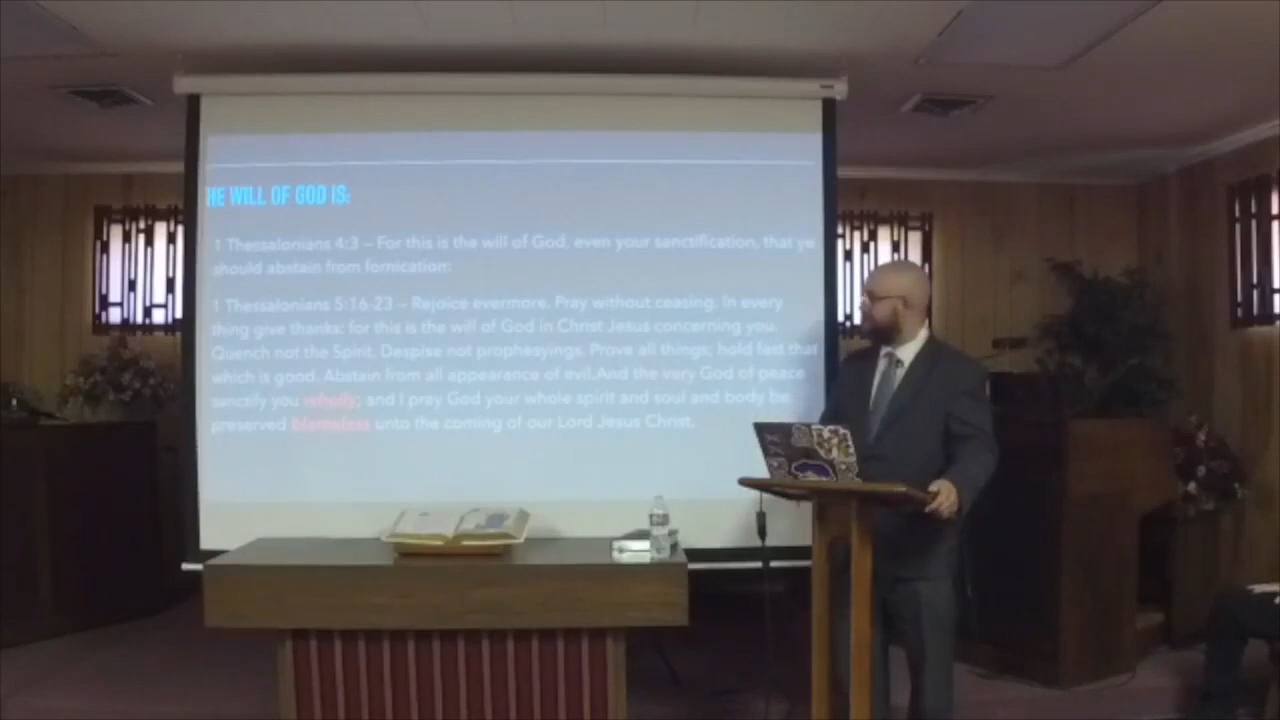 HE WILL OF GOD IS:
1 Thessalonians 4:3 – For this is the will of God, even your sanctification, that ye
should abstain from fornication:
1 Thessalonians 5:16-23 – Rejoice evermore. Pray without ceasing. In every
thing give thanks: for this is the will of God in Christ Jesus concerning you.
Quench not the Spirit. Despise not prophesyings. Prove all things; hold fast that
which is good. Abstain from all appearance of evil.And the very God of peace
sanctify you wholly; and I pray God your whole spirit and soul and body be
preserved blameless unto the coming of our Lord Jesus Christ.